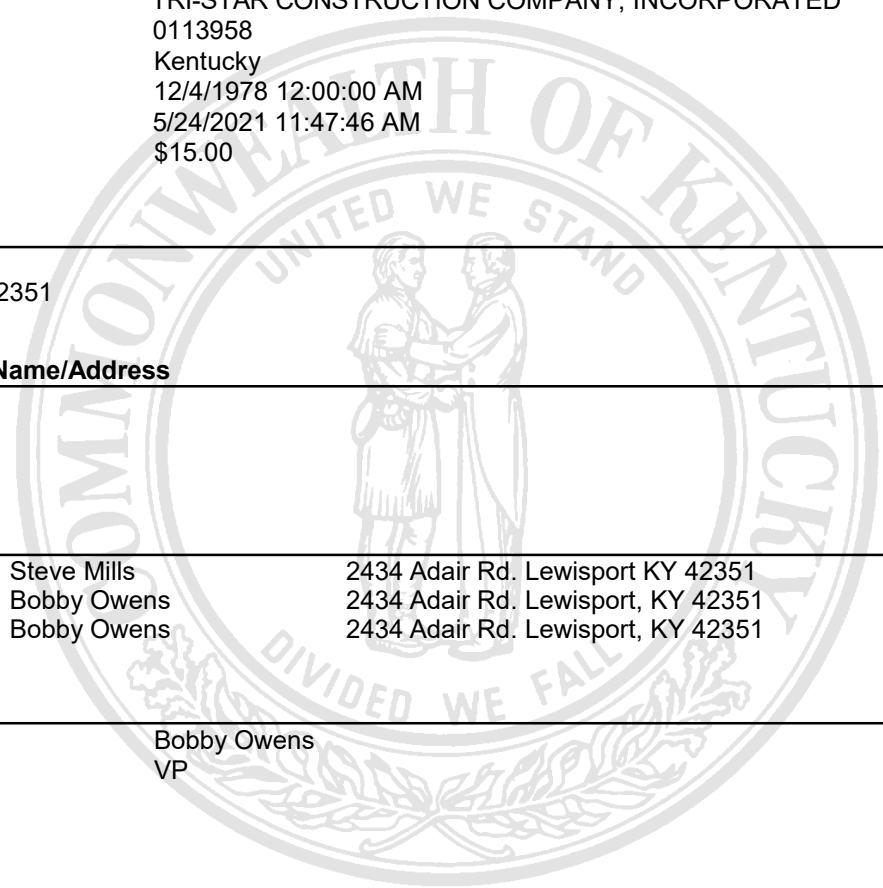 TRI-STAR CONSTRUCTION COMPANY, INCORPORATED
0113958
Kentucky
12/4/1978 12:00:00 AM
5/24/2021 11:47:46 AM
$15.00
COMMONWEALTH OF KENTUCKY
UNITED WE STAND
2351
Name/Address
Steve Mills 2434 Adair Rd. Lewisport KY 42351
Bobby Owens 2434 Adair Rd. Lewisport, KY 42351
Bobby Owens 2434 Adair Rd. Lewisport, KY 42351
DIVIDED WE FALL
Bobby Owens
VP